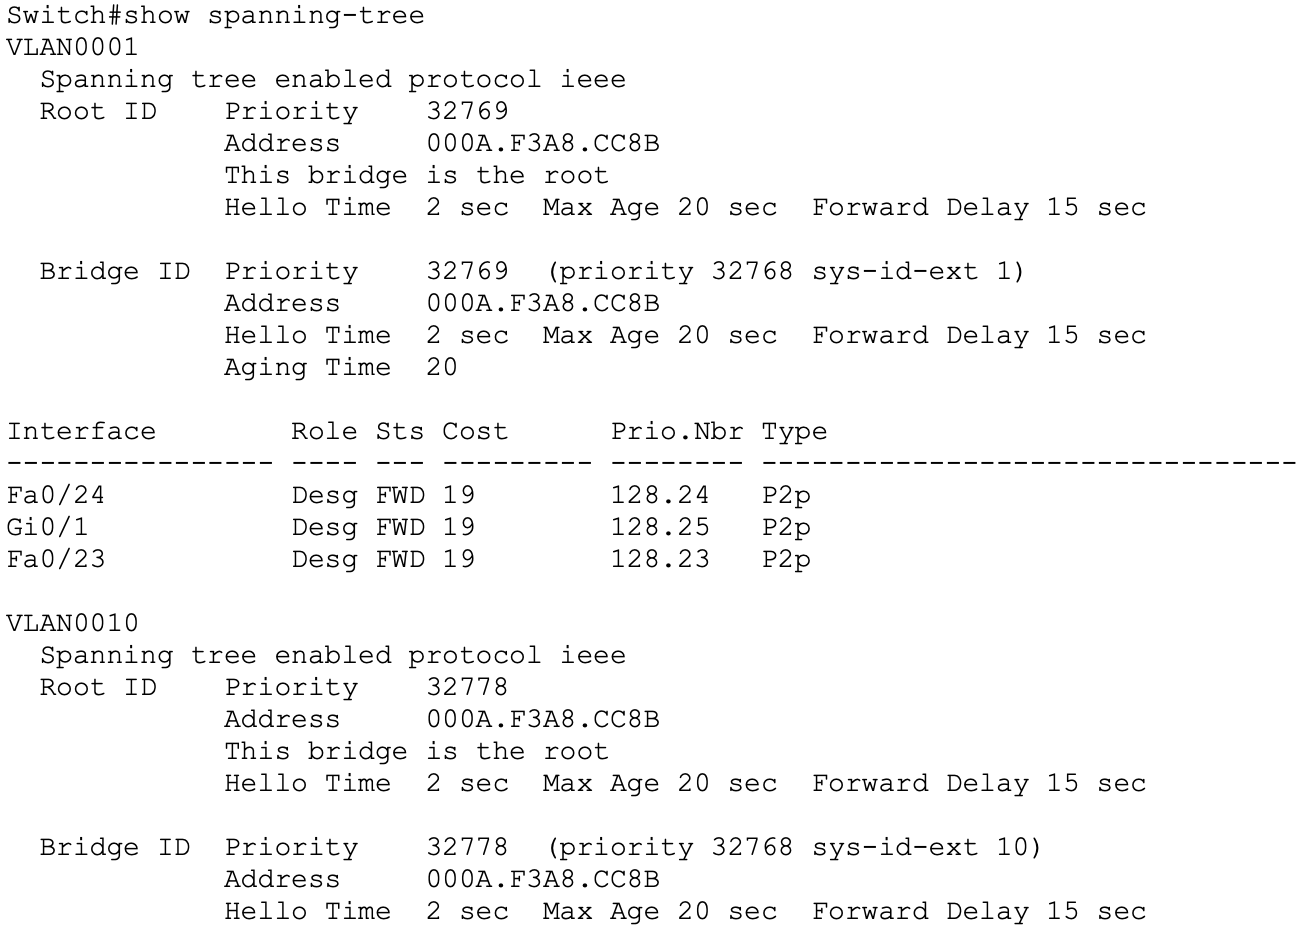 Switch#show spanning-tree
VLAN0001
  Spanning tree enabled protocol ieee
  Root ID    Priority    32769
             Address     000A.F3A8.CC8B
             This bridge is the root
             Hello Time  2 sec  Max Age 20 sec  Forward Delay 15 sec

  Bridge ID  Priority    32769  (priority 32768 sys-id-ext 1)
             Address     000A.F3A8.CC8B
             Hello Time  2 sec  Max Age 20 sec  Forward Delay 15 sec
             Aging Time  20

Interface        Role Sts Cost      Prio.Nbr Type
---------------- ---- --- --------- -------- --------------------------------
Fa0/24           Desg FWD 19        128.24   P2p
Gi0/1            Desg FWD 19        128.25   P2p
Fa0/23           Desg FWD 19        128.23   P2p

VLAN0010
  Spanning tree enabled protocol ieee
  Root ID    Priority    32778
             Address     000A.F3A8.CC8B
             This bridge is the root
             Hello Time  2 sec  Max Age 20 sec  Forward Delay 15 sec

  Bridge ID  Priority    32778  (priority 32768 sys-id-ext 10)
             Address     000A.F3A8.CC8B
             Hello Time  2 sec  Max Age 20 sec  Forward Delay 15 sec